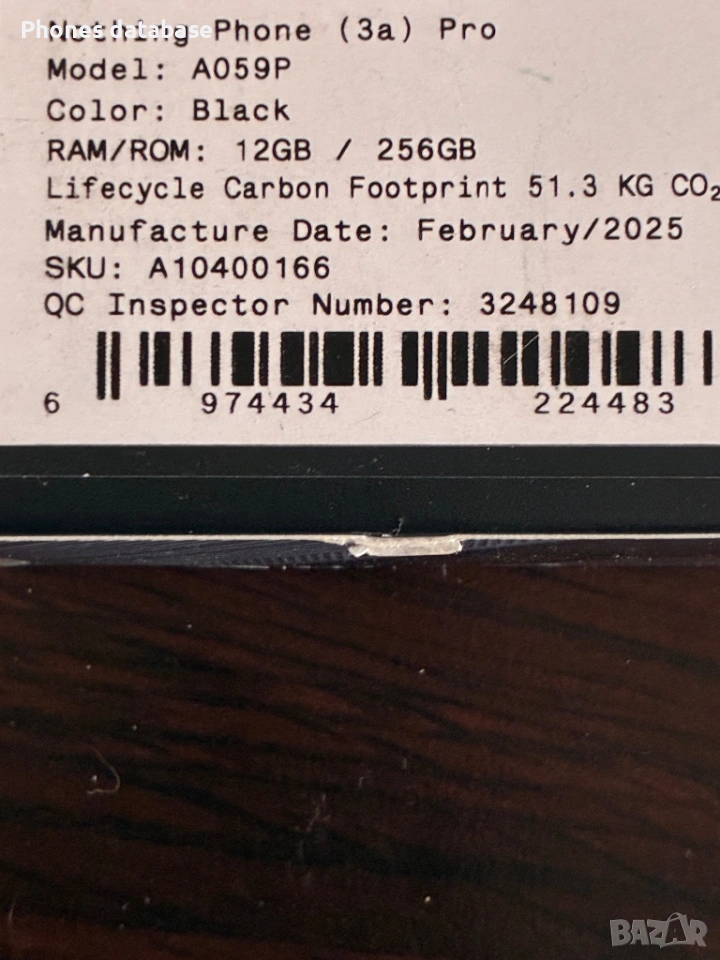 Phones database
Nothing Phone (3a) Pro
Model: A059P
Color: Black
RAM/ROM: 12GB / 256GB
Lifecycle Carbon Footprint 51.3 KG CO₂
Manufacture Date: February/2025
SKU: A10400166
QC Inspector Number: 3248109
6 974434 224483
BAZAR